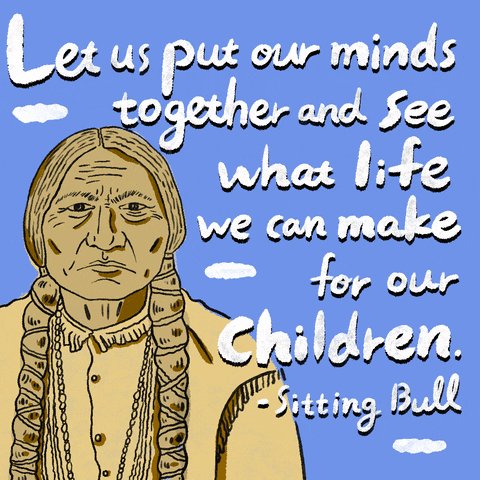 Let us put our minds
together and see
what life
we can make
for our
children.
-Sitting Bull